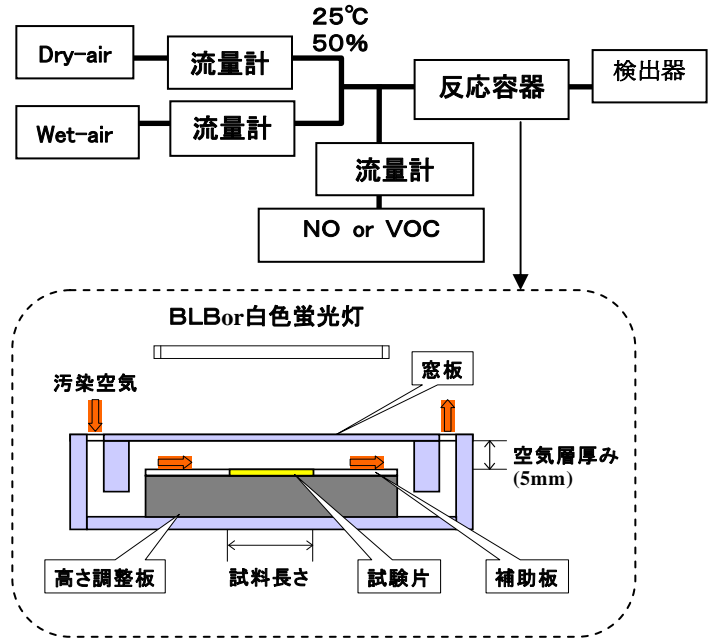 25℃
50%
Dry-air
流量計
Wet-air
流量計
反応容器
検出器
流量計
NO or VOC
BLBor白色蛍光灯
汚染空気
窓板
空気層厚み
(5mm)
高さ調整板
試料長さ
試験片
補助板